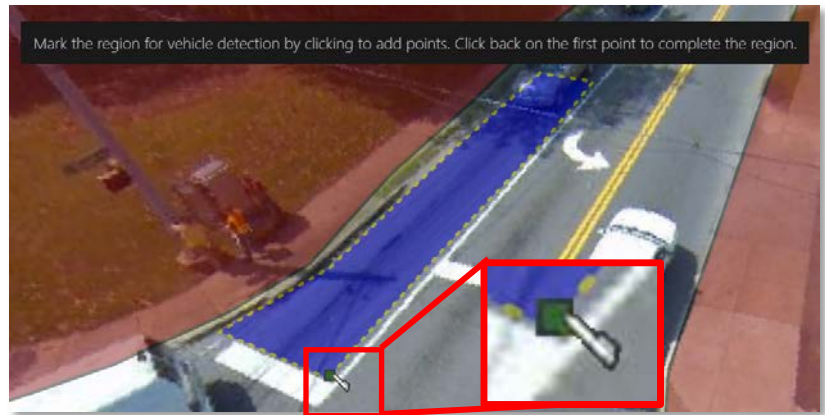 Mark the region for vehicle detection by clicking to add points. Click back on the first point to complete the region.